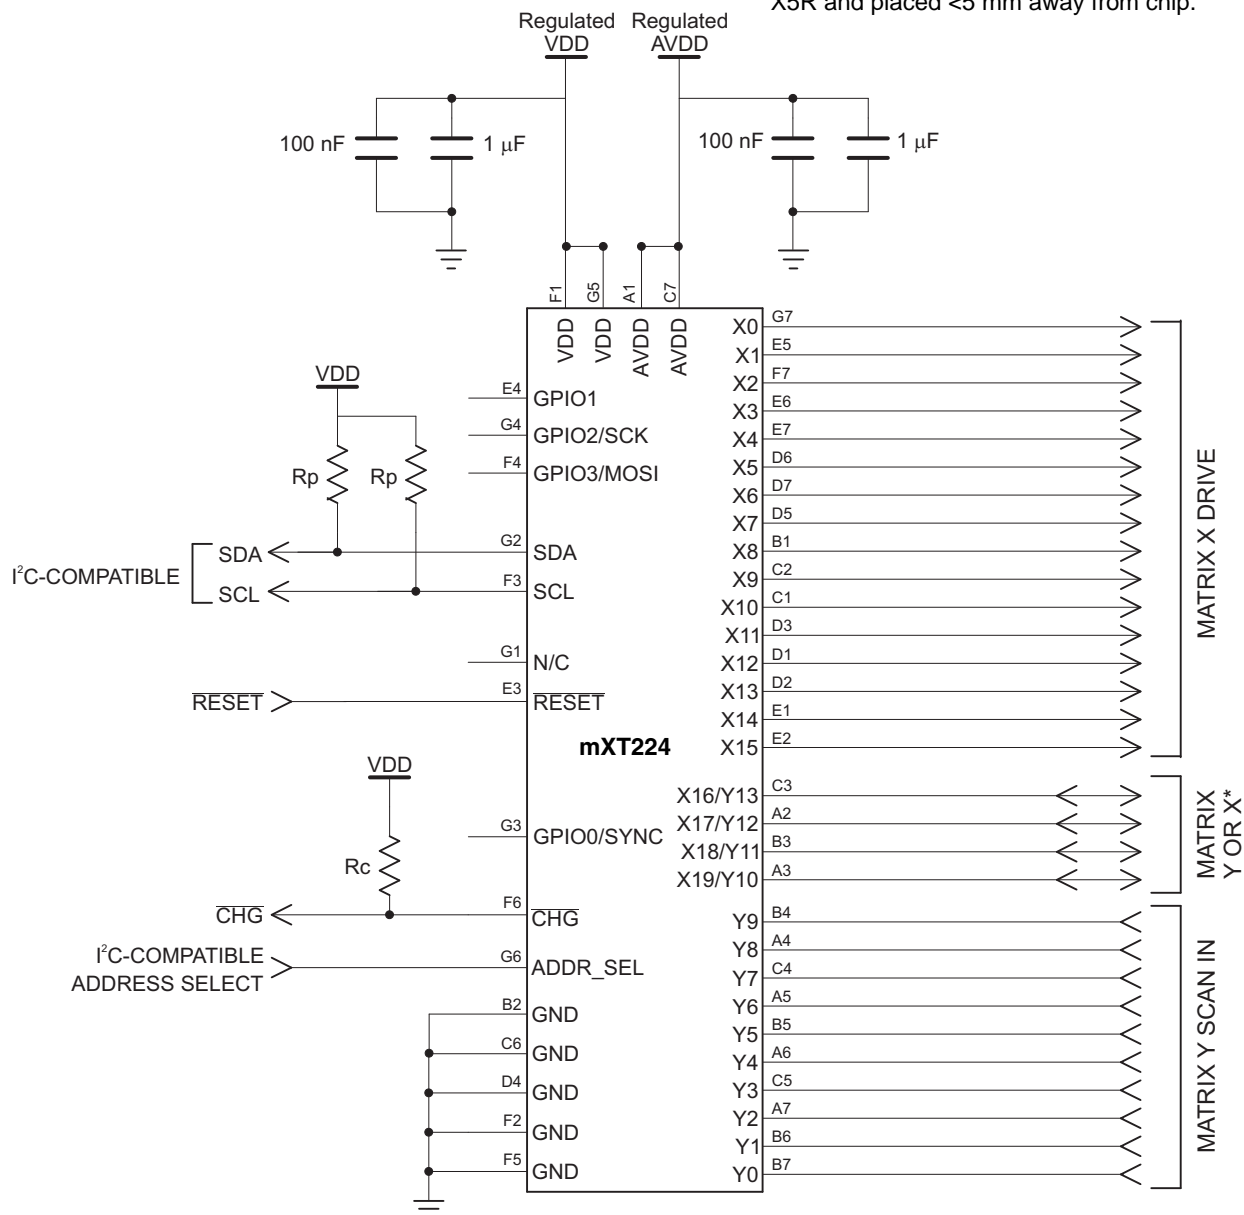 X5R and placed <5 mm away from chip.
Regulated
VDD
Regulated
AVDD
100 nF
1 μF
100 nF
1 μF
F1
G5
A1
C7
VDD
VDD
AVDD
AVDD
VDD
Rp
Rp
I²C-COMPATIBLE
SDA
SCL
RESET
VDD
Rc
CHG
I²C-COMPATIBLE
ADDRESS SELECT
E4 GPIO1
G4 GPIO2/SCK
F4 GPIO3/MOSI
G2 SDA
F3 SCL
G1 N/C
E3 RESET
mXT224
G3 GPIO0/SYNC
F6 CHG
G6 ADDR_SEL
B2 GND
C6 GND
D4 GND
F2 GND
F5 GND
X0 G7
X1 E5
X2 F7
X3 E6
X4 E7
X5 D6
X6 D7
X7 D5
X8 B1
X9 C2
X10 C1
X11 D3
X12 D1
X13 D2
X14 E1
X15 E2
MATRIX X DRIVE
X16/Y13 C3
X17/Y12 A2
X18/Y11 B3
X19/Y10 A3
MATRIX
Y OR X*
Y9 B4
Y8 A4
Y7 C4
Y6 A5
Y5 B5
Y4 A6
Y3 C5
Y2 A7
Y1 B6
Y0 B7
MATRIX Y SCAN IN